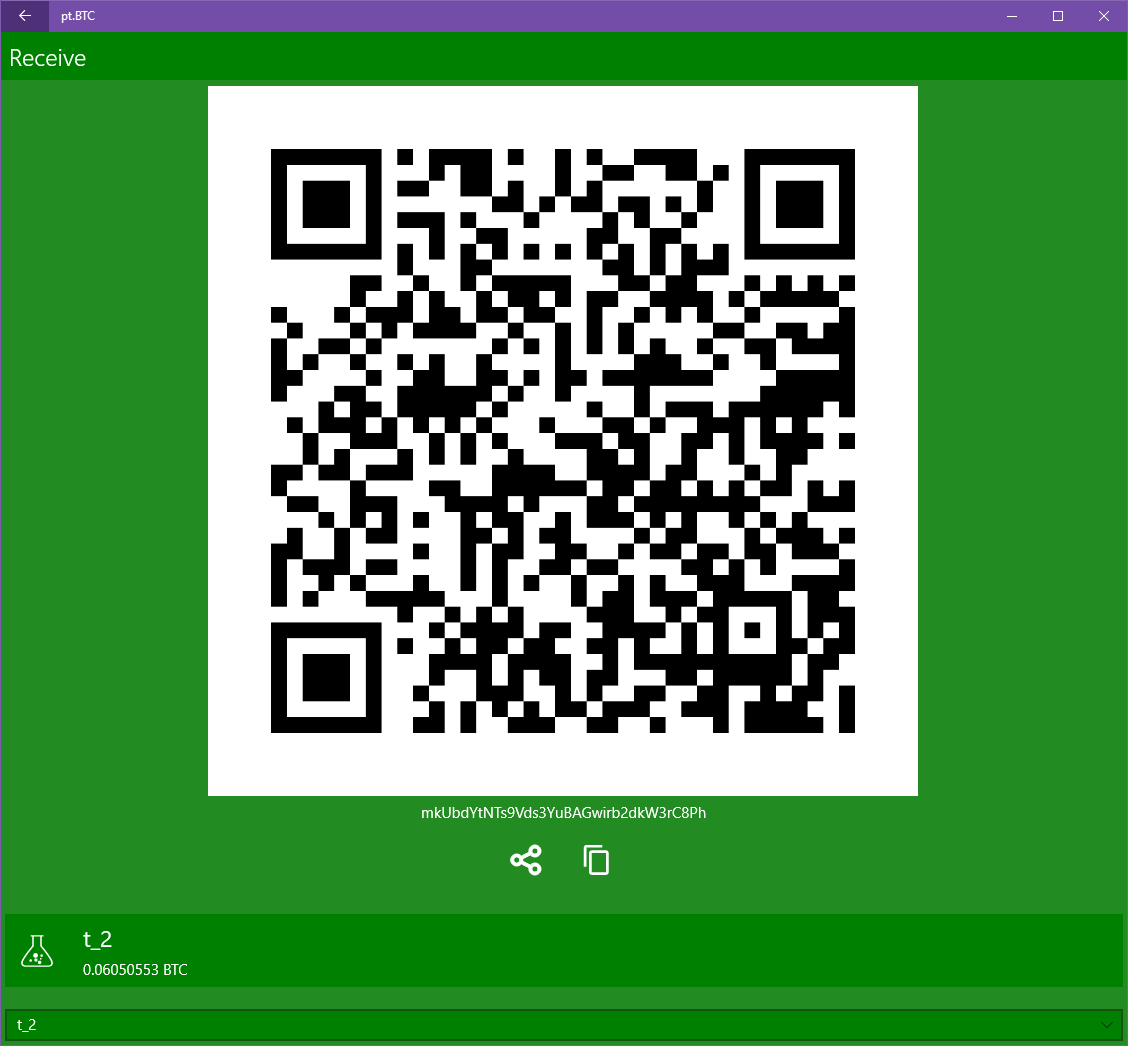 pt.BTC
Receive
mkUbdYtNTs9Vds3YuBAGwirb2dkW3rC8Ph
t_2
0.06050553 BTC
t_2